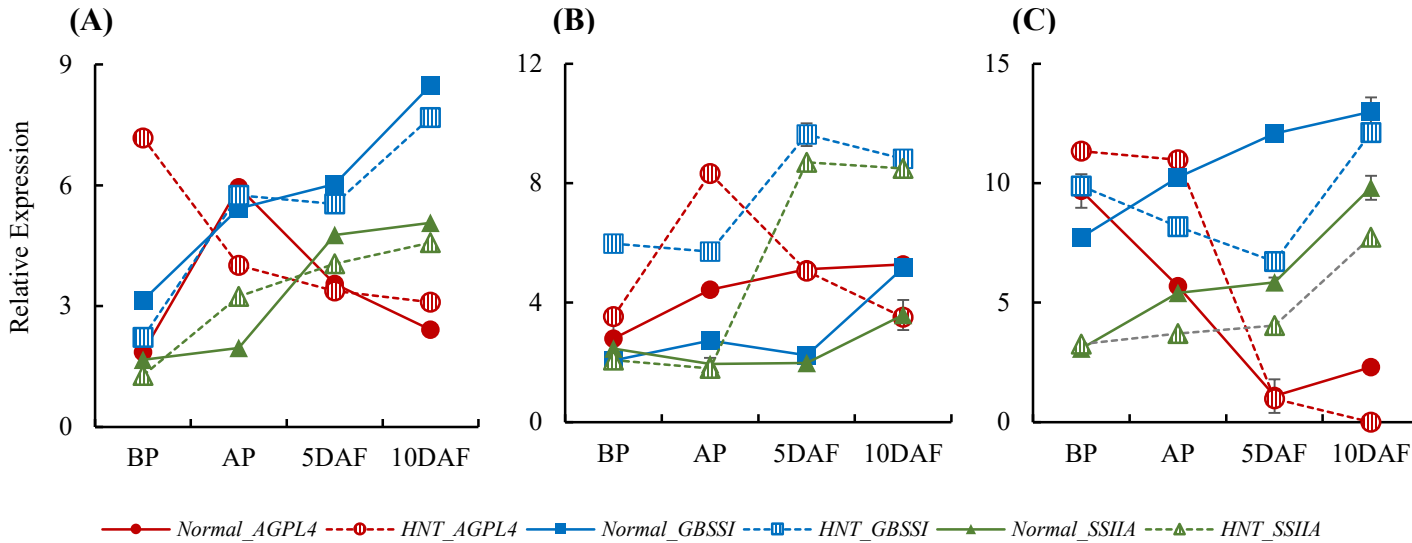 (A) (B) (C)
9 12 15
6 8 10
3 4 5
0 0 0
Relative Expression
BP AP 5DAF 10DAF BP AP 5DAF 10DAF BP AP 5DAF 10DAF
Normal_AGPL4 HNT_AGPL4 Normal_GBSSI HNT_GBSSI Normal_SSIIA HNT_SSIIA